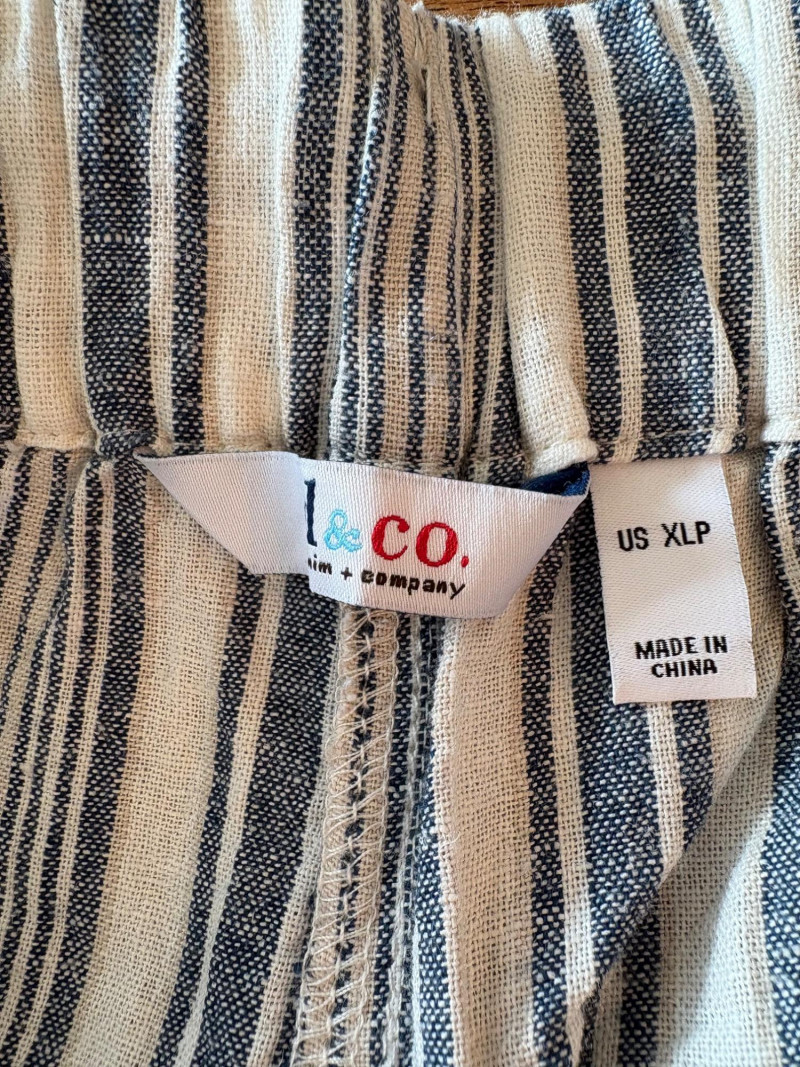 & CO.
+ company
US XLP
MADE IN
CHINA